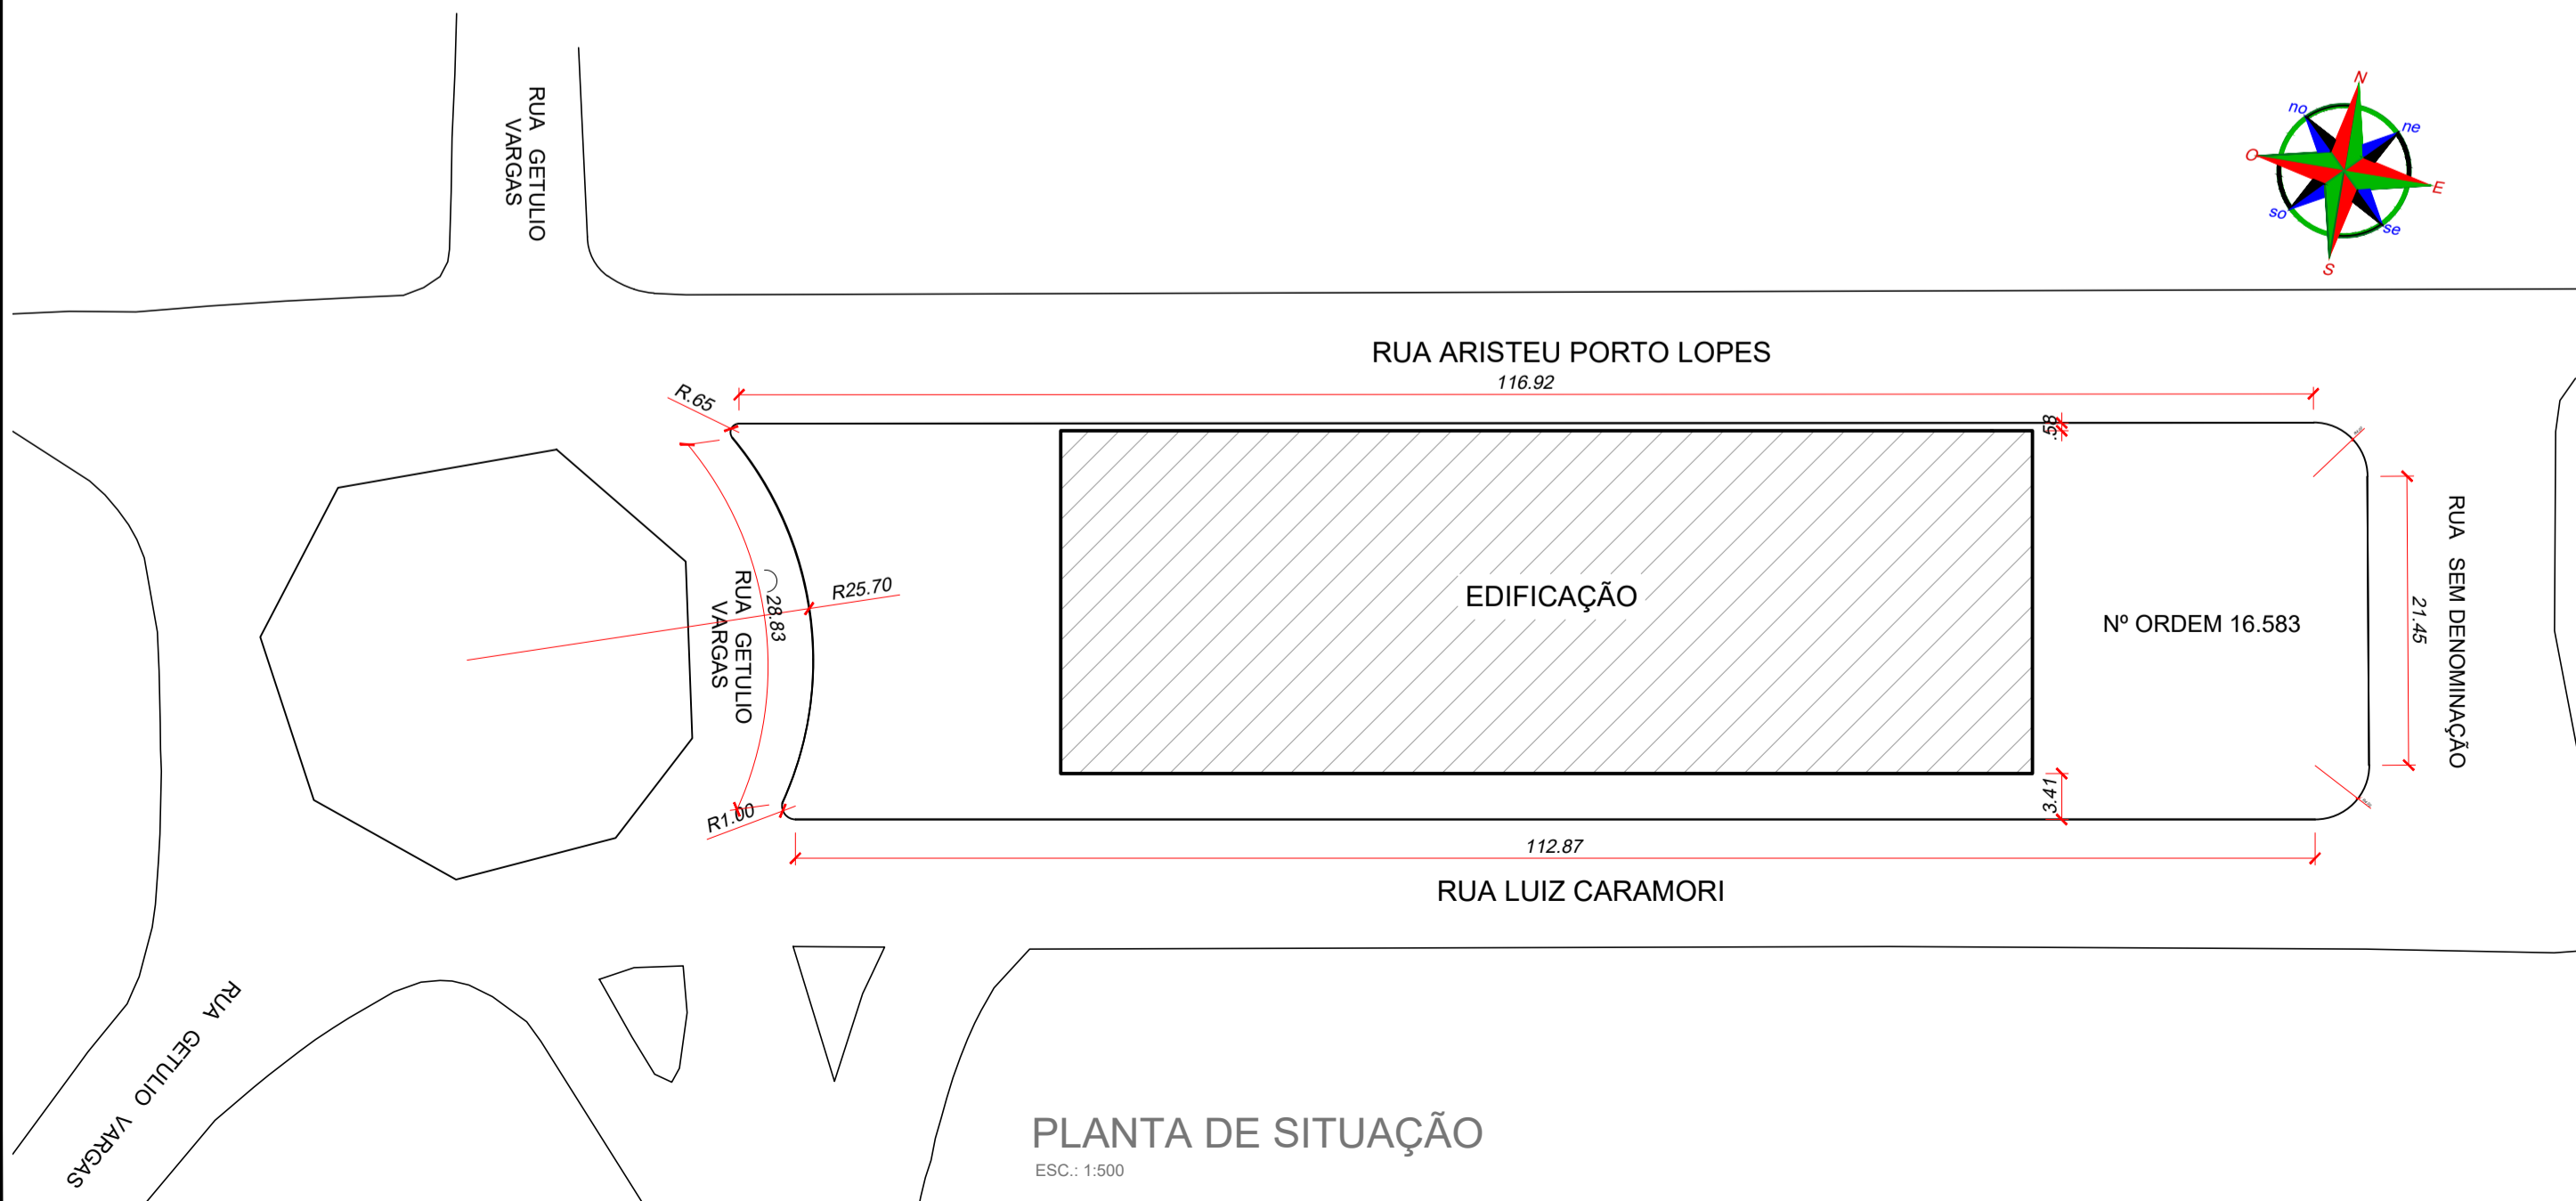 RUA GETULIO
VARGAS
N
no
ne
O
E
so
se
S
RUA ARISTEU PORTO LOPES
116.92
R.65
.58
RUA GETULIO
VARGAS
28.83
R25.70
EDIFICAÇÃO
Nº ORDEM 16.583
21.45
RUA SEM DENOMINAÇÃO
R1.00
3.41
112.87
RUA LUIZ CARAMORI
RUA GETULIO VARGAS
PLANTA DE SITUAÇÃO
ESC.: 1:500